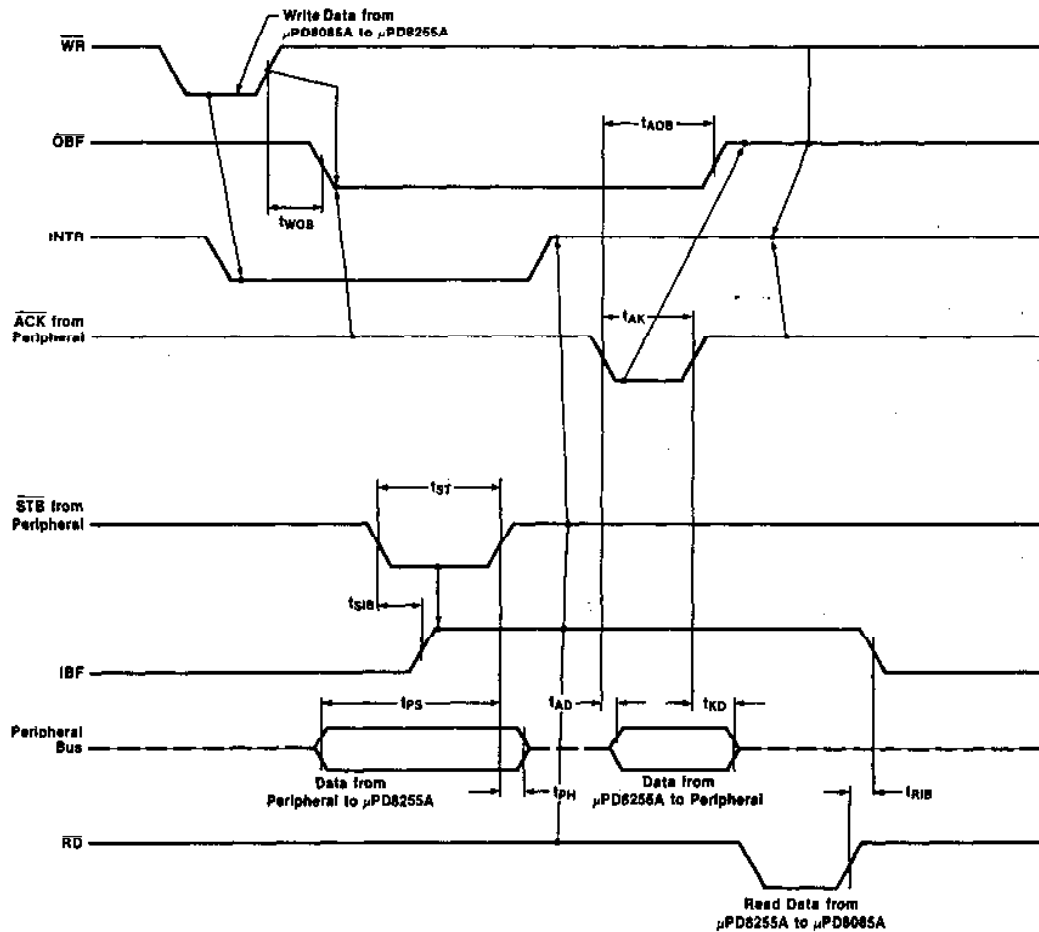 Write Data from
μPD8085A to μPD8255A
WR
tAOB
OBF
tWOB
INTR
tAK
ACK from
Peripheral
tST
STB from
Peripheral
tSIB
IBF
tPS
tAD
tKD
Peripheral
Bus
Data from
Peripheral to μPD8255A
tPH
Data from
μPD8255A to Peripheral
tRIB
RD
Read Data from
μPD8255A to μPD8085A